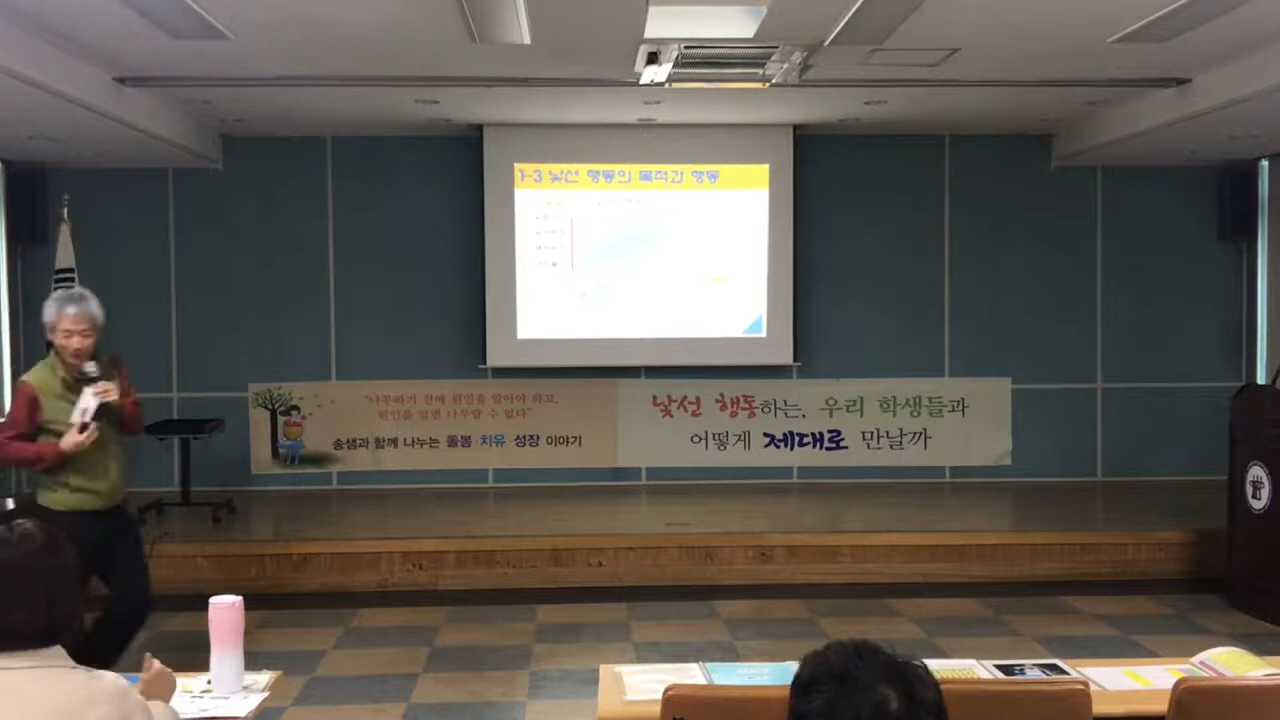 1-3 낯선 행동의 목적과 행동
"나무라기 전에 원인을 알아야 하고,
원인을 알면 나무랄 수 없다"
송샘과 함께 나누는 돌봄·치유·성장 이야기
낯선 행동하는, 우리 학생들과
어떻게 제대로 만날까